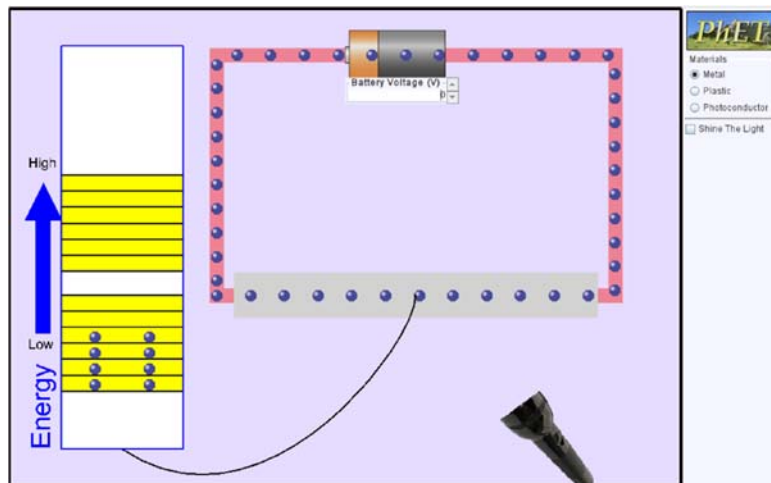 PhET
Materials
Metal
Plastic
Photoconductor
Shine The Light
Battery Voltage (V)
0
High
Low
Energy